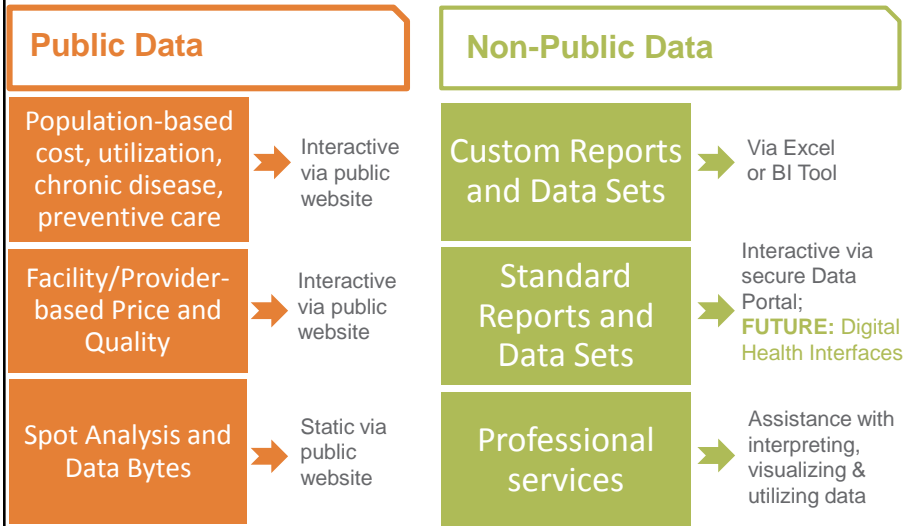 Public Data
Population-based
cost, utilization,
chronic disease,
preventive care
Interactive
via public
website
Facility/Provider-
based Price and
Quality
Interactive
via public
website
Spot Analysis and
Data Bytes
Static via
public
website
Non-Public Data
Custom Reports
and Data Sets
Via Excel
or BI Tool
Standard
Reports and
Data Sets
Interactive via
secure Data
Portal;
FUTURE: Digital
Health Interfaces
Professional
services
Assistance with
interpreting,
visualizing &
utilizing data